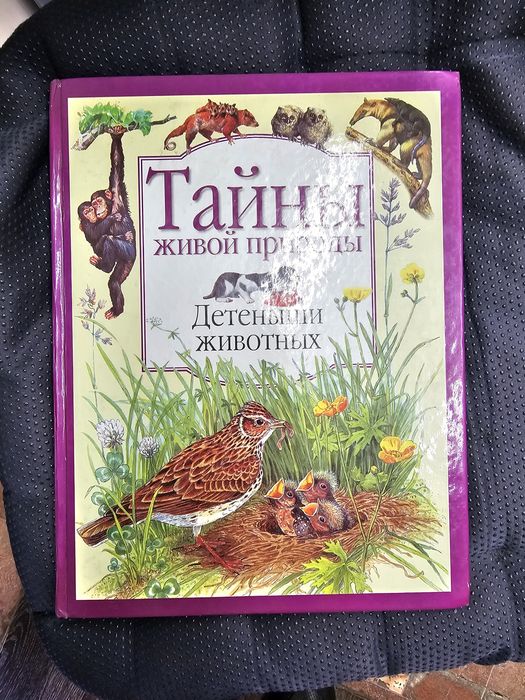 Тайны
живой природы
Детеныши
животных